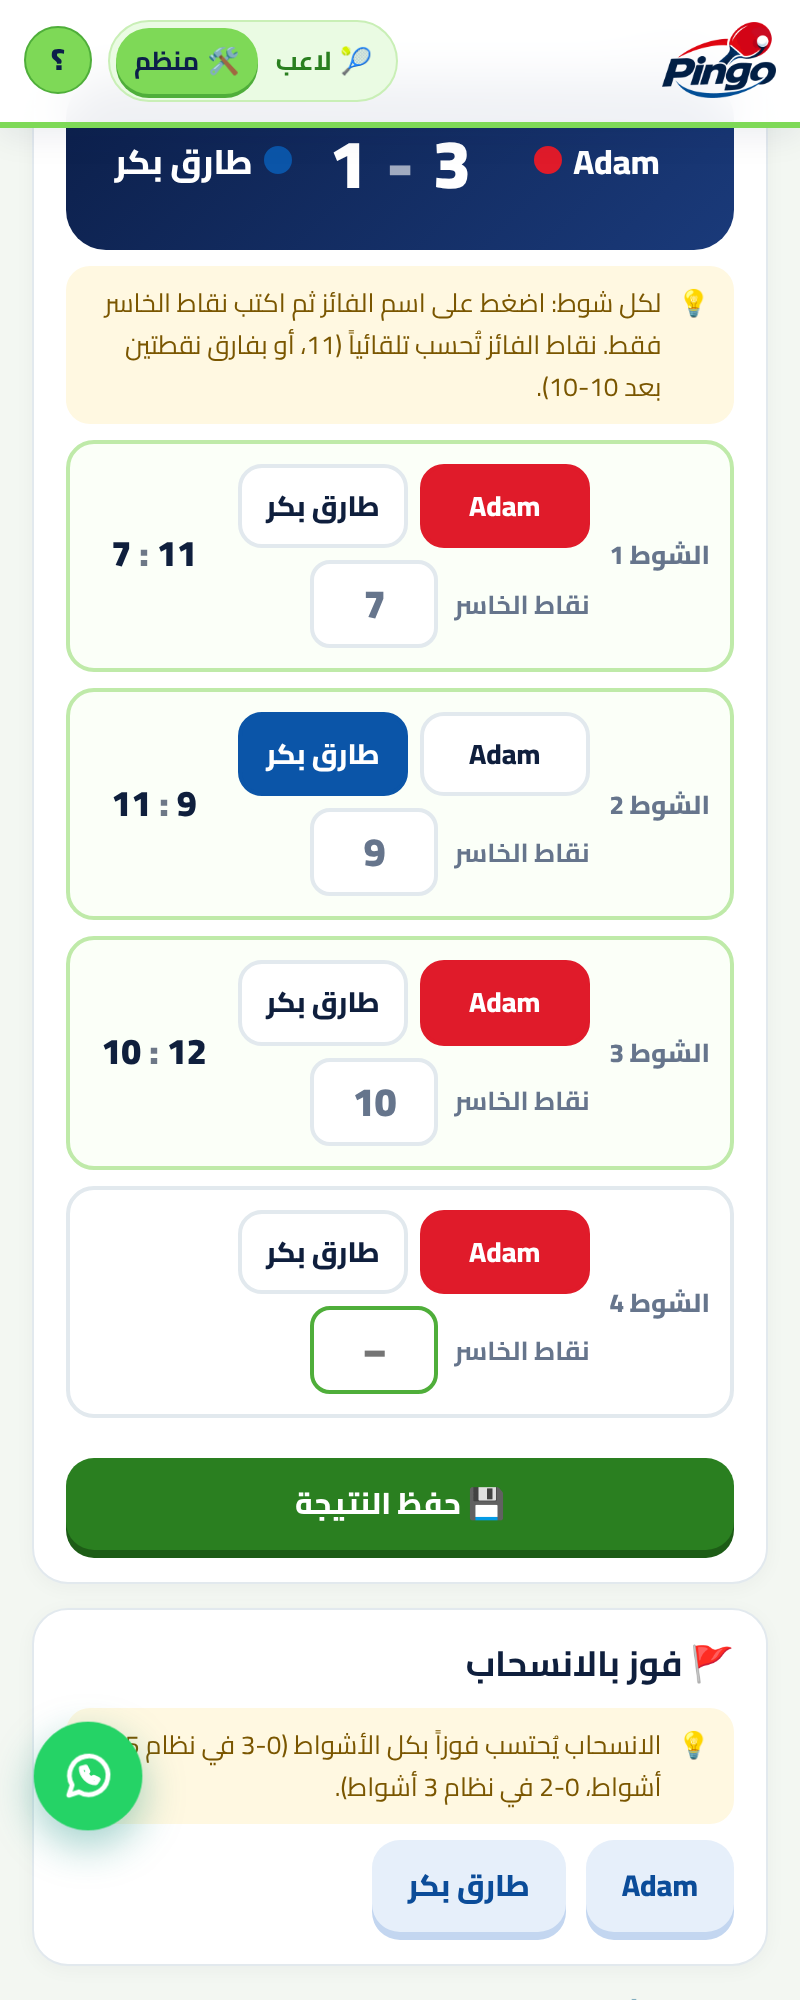 Pingo
🎾 لاعب
🛠️ منظم
؟
Adam 3 - 1 طارق بكر
💡 لكل شوط: اضغط على اسم الفائز ثم اكتب نقاط الخاسر
فقط. نقاط الفائز تُحسب تلقائياً (11، أو بفارق نقطتين
بعد 10-10).
الشوط 1
Adam
طارق بكر
نقاط الخاسر 7
11 : 7
الشوط 2
Adam
طارق بكر
نقاط الخاسر 9
9 : 11
الشوط 3
Adam
طارق بكر
نقاط الخاسر 10
12 : 10
الشوط 4
Adam
طارق بكر
نقاط الخاسر –
💾 حفظ النتيجة
🚩 فوز بالانسحاب
💡 الانسحاب يُحتسب فوزاً بكل الأشواط (0-3 في نظام 5
أشواط، 0-2 في نظام 3 أشواط).
Adam
طارق بكر